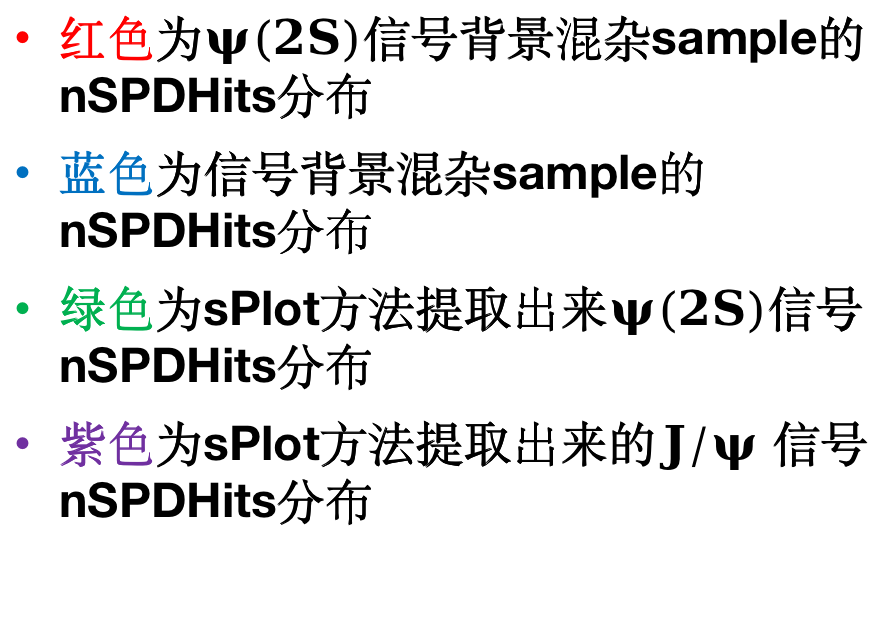 • 红色为ψ(2S)信号背景混杂sample的
nSPDHits分布
• 蓝色为信号背景混杂sample的
nSPDHits分布
• 绿色为sPlot方法提取出来ψ(2S)信号
nSPDHits分布
• 紫色为sPlot方法提取出来的J/ψ 信号
nSPDHits分布